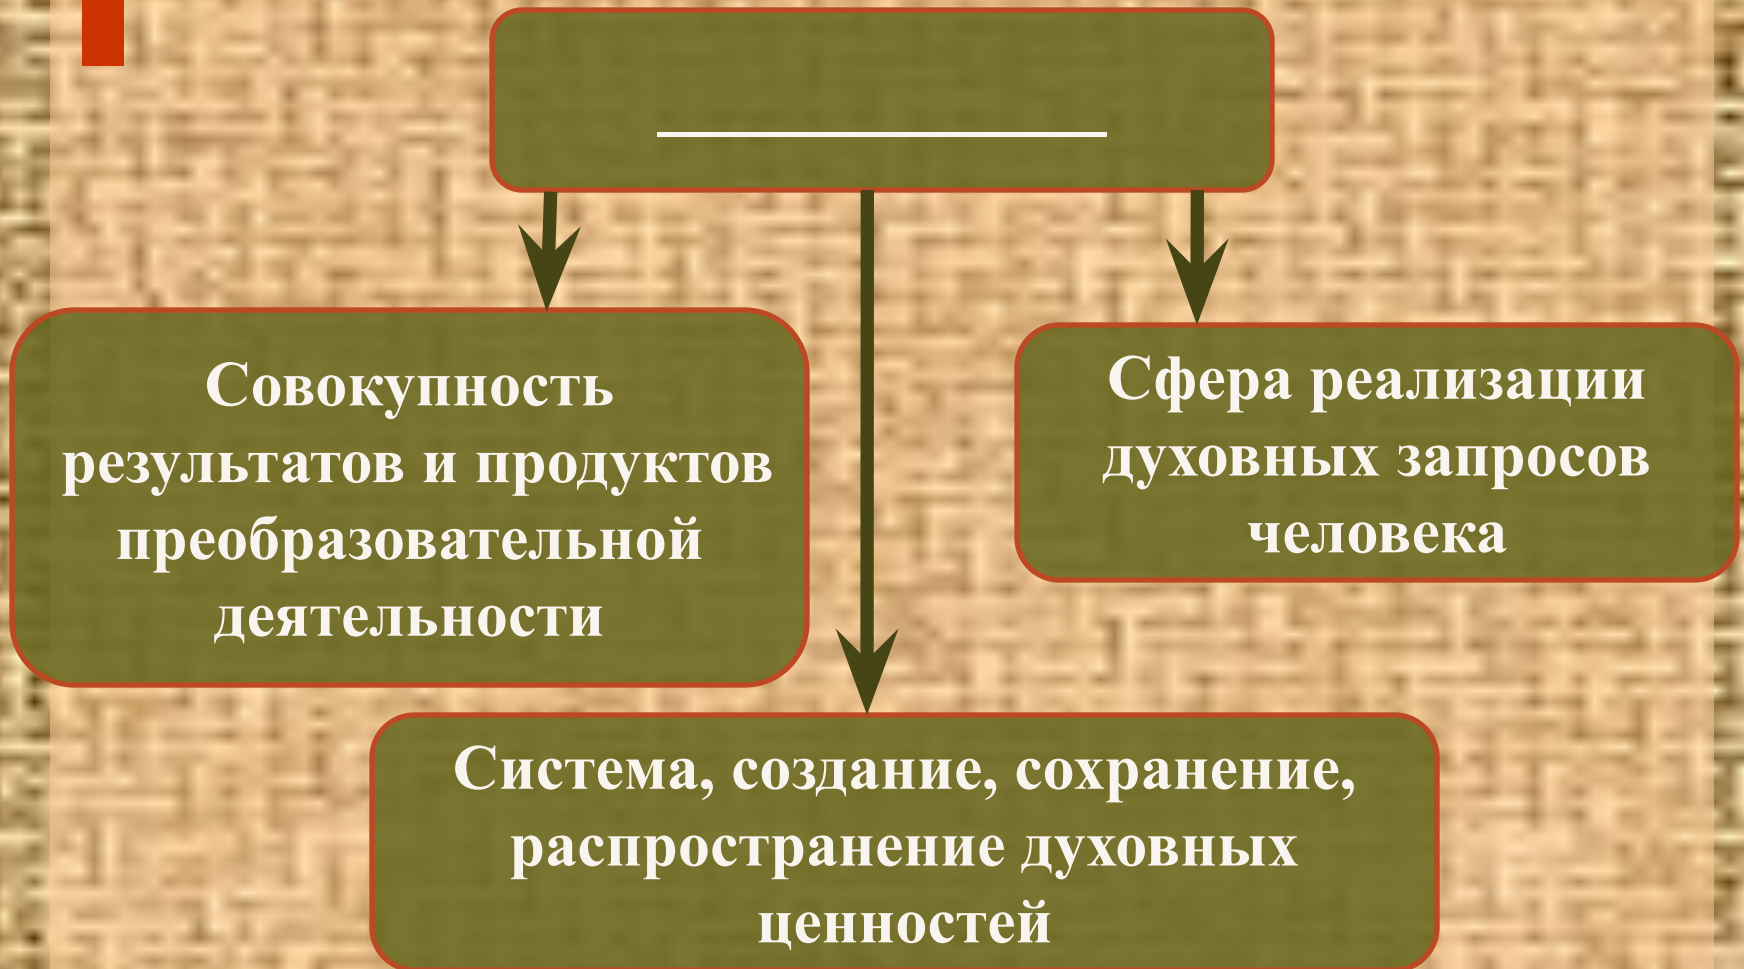 Совокупность
результатов и продуктов
преобразовательной
деятельности
Сфера реализации
духовных запросов
человека
Система, создание, сохранение,
распространение духовных
ценностей